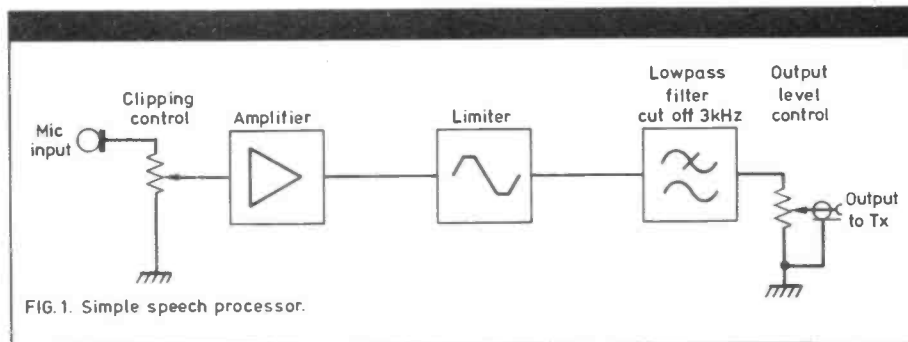 Mic
input
Clipping
control
Amplifier
Limiter
Lowpass
filter
cut off 3kHz
Output
level
control
Output
to Tx
FIG.1. Simple speech processor.